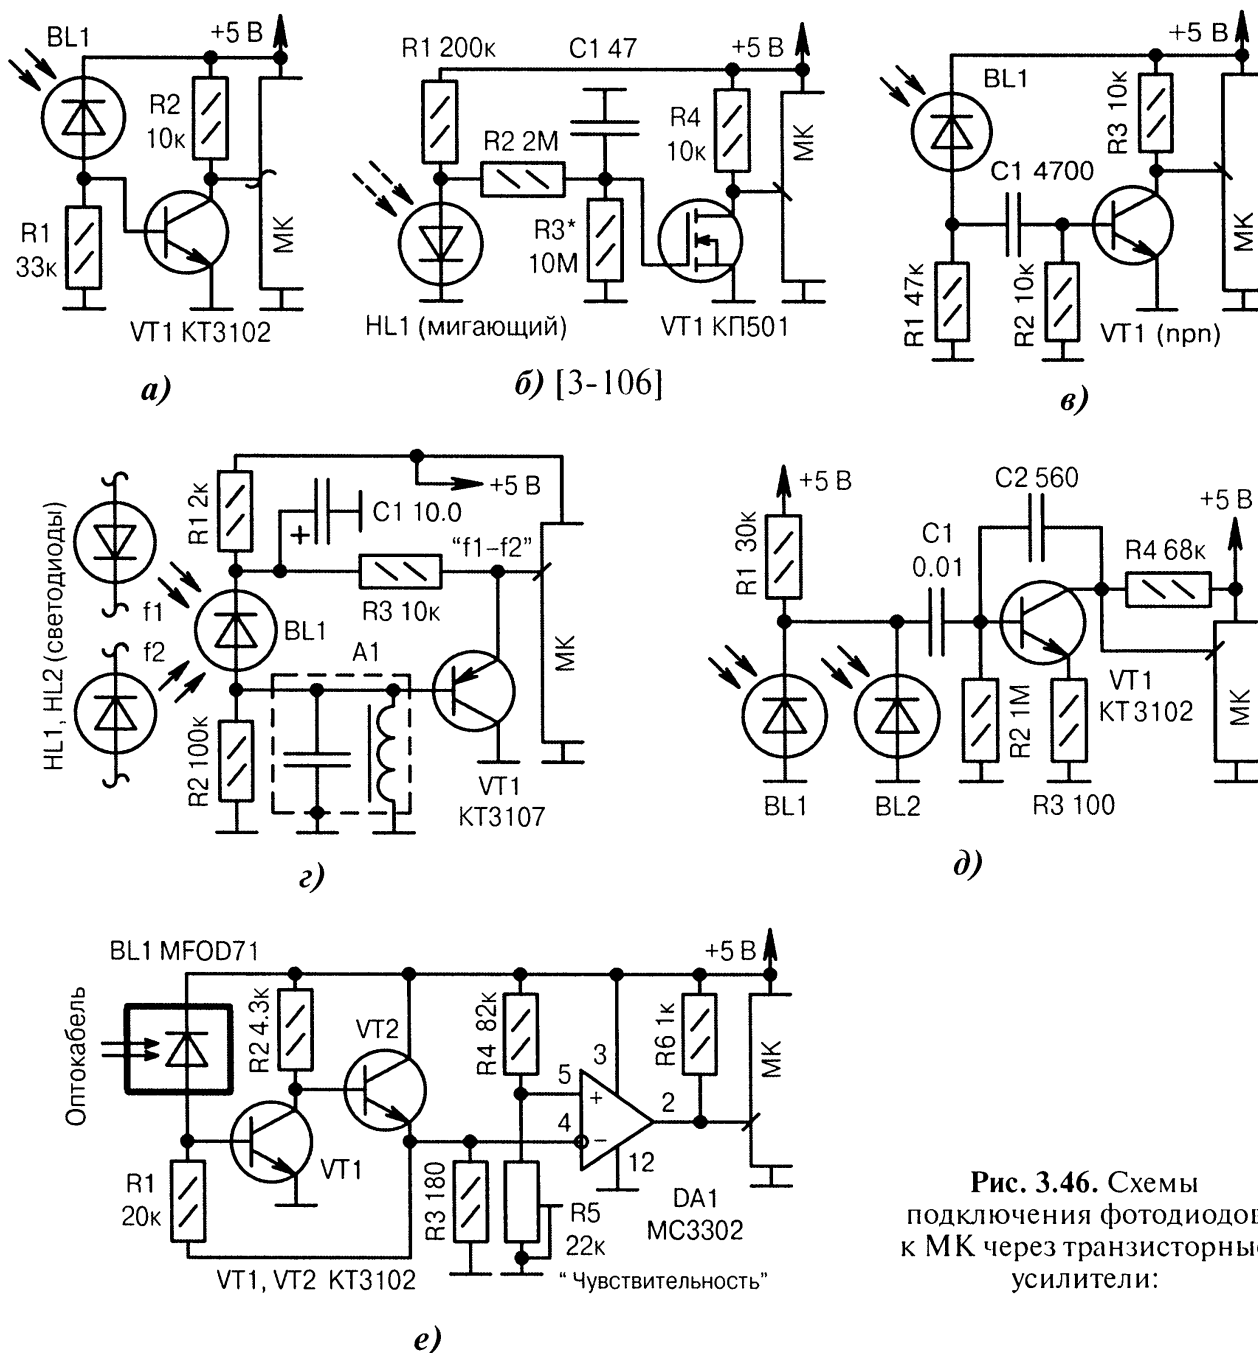 BL1
+5 В
R2
10к
R1
33к
МК
VT1 КТ3102
а)
R1 200к
C1 47
+5 В
R2 2М
R4
10к
R3*
10М
МК
HL1 (мигающий)
VT1 КП501
б) [3-106]
+5 В
BL1
R3 10к
C1 4700
МК
R1 47к
R2 10к
VT1 (npn)
в)
HL1, HL2 (светодиоды)
R1 2к
+5 В
C1 10.0
+
"f1–f2"
R3 10к
f1
BL1
f2
A1
МК
R2 100к
VT1
КТ3107
г)
+5 В
C2 560
+5 В
R1 30к
C1
0.01
R4 68к
VT1
КТ3102
R2 1М
МК
BL1
BL2
R3 100
д)
BL1 MFOD71
+5 В
Оптокабель
R2 4.3к
VT2
R4 82к
3
R6 1к
МК
5
+
2
4
–
12
VT1
R1
20к
R3 180
R5
22к
DA1
MC3302
VT1, VT2 КТ3102
"Чувствительность"
е)
Рис. 3.46. Схемы
подключения фотодиодов
к МК через транзисторные
усилители: